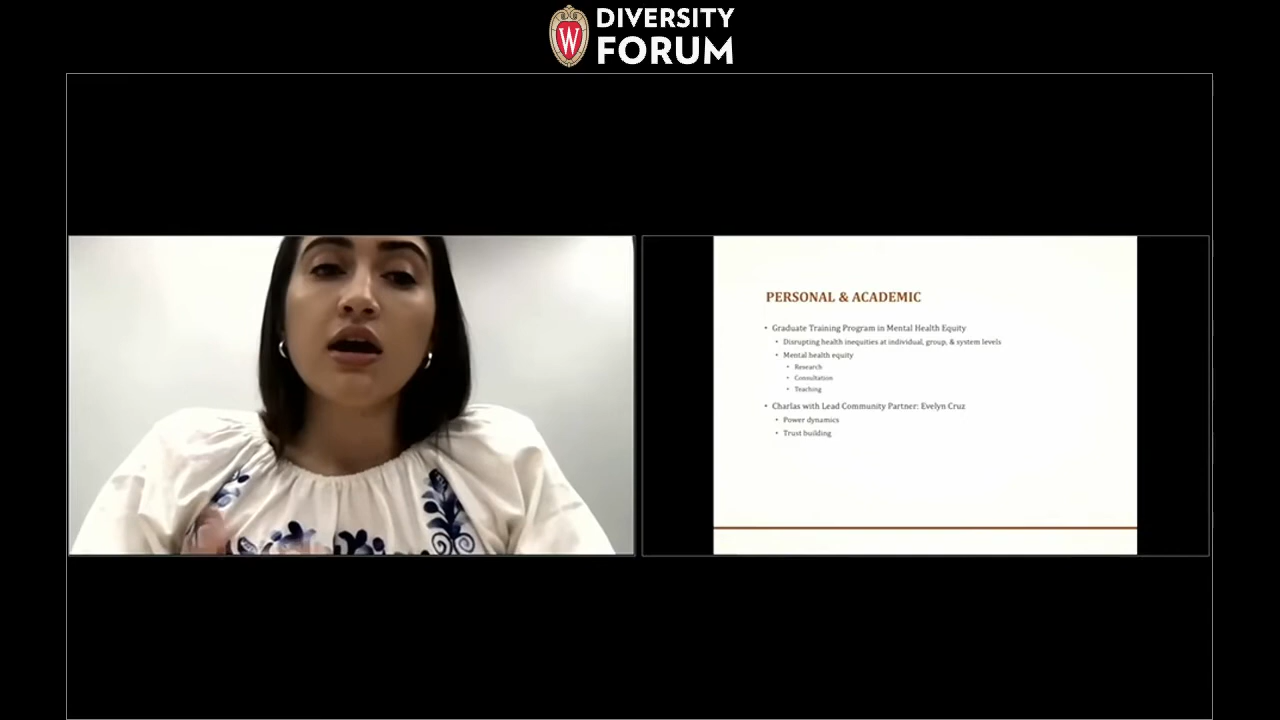 W
DIVERSITY
FORUM
PERSONAL & ACADEMIC
• Graduate Training Program in Mental Health Equity
• Disrupting health inequities at individual, group, & system levels
• Mental health equity
• Research
• Consultation
• Teaching
• Charlas with Lead Community Partner: Evelyn Cruz
• Power dynamics
• Trust building